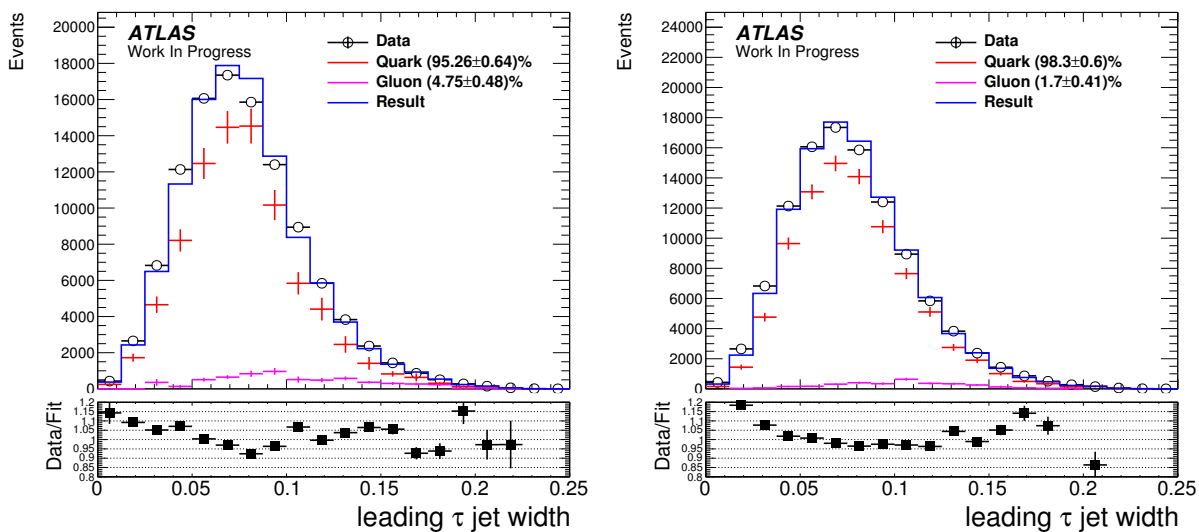 Events
ATLAS
Work In Progress
Data
Quark (95.26±0.64)%
Gluon (4.75±0.48)%
Result
20000
18000
16000
14000
12000
10000
8000
6000
4000
2000
0
Data/Fit
1.2
1.15
1.1
1.05
1
0.95
0.9
0.85
0.8
0 0.05 0.1 0.15 0.2 0.25
leading τ jet width
Events
ATLAS
Work In Progress
Data
Quark (98.3±0.6)%
Gluon (1.7±0.41)%
Result
24000
22000
20000
18000
16000
14000
12000
10000
8000
6000
4000
2000
0
Data/Fit
1.2
1.15
1.1
1.05
1
0.95
0.9
0.85
0.8
0 0.05 0.1 0.15 0.2 0.25
leading τ jet width